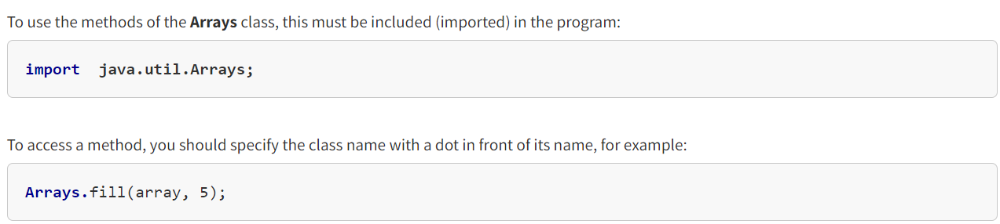 To use the methods of the Arrays class, this must be included (imported) in the program:
import  java.util.Arrays;
To access a method, you should specify the class name with a dot in front of its name, for example:
Arrays.fill(array, 5);